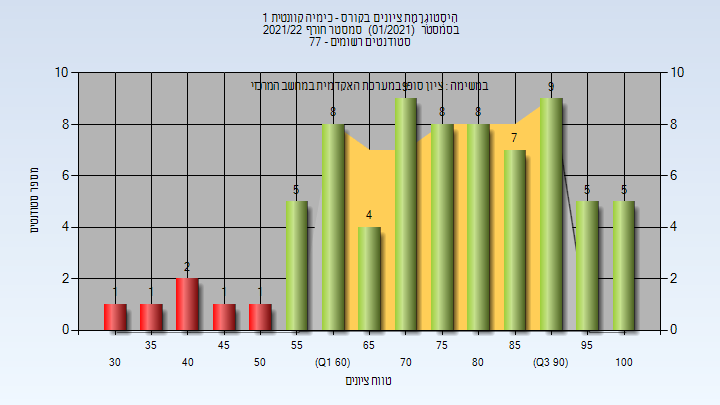 היסטוגרמת ציונים בקורס - כימיה קוונטית 1
בסמסטר (01/2021) סמסטר חורף 2021/22
סטודנטים רשומים - 77
במשימה : ציון סופי במערכת האקדמית במחשב המרכזי
מספר סטודנטים
10 10
8 8
6 6
4 4
2 2
0 0
1 1 2 1 1 5 8 4 9 8 8 7 9 5 5
35 45 55 65 75 85 95
30 40 50 (Q1 60) 70 80 (Q3 90) 100
טווח ציונים